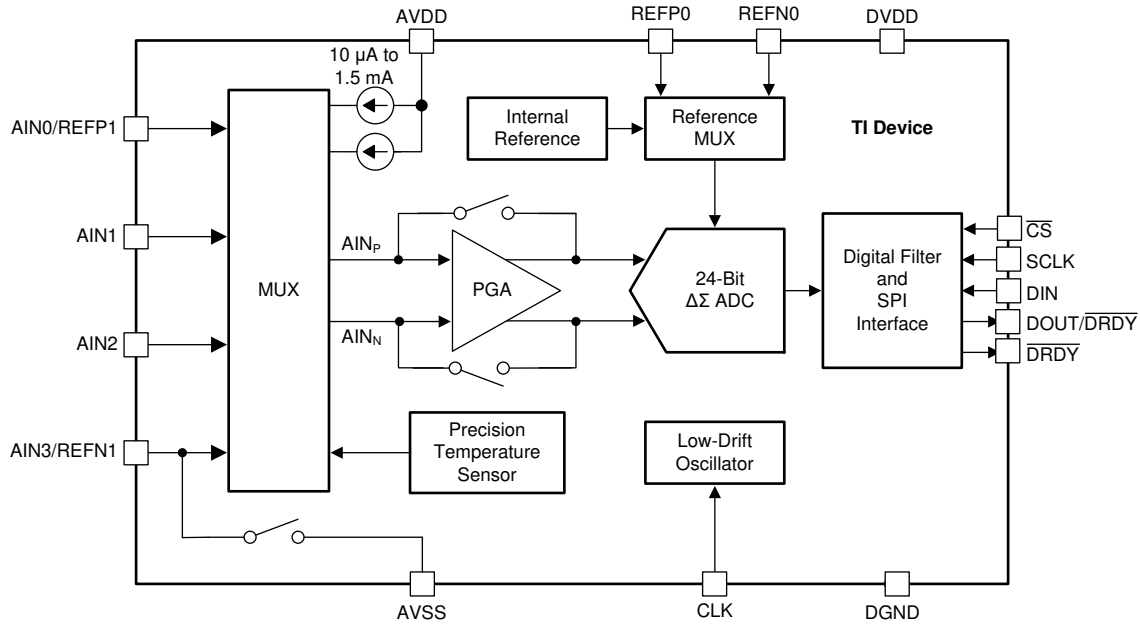 AVDD
REFP0
REFN0
DVDD
10 µA to
1.5 mA
AIN0/REFP1
Internal
Reference
Reference
MUX
TI Device
AIN1
AINP
PGA
24-Bit
ΔΣ ADC
Digital Filter
and
SPI
Interface
CS
SCLK
DIN
DOUT/DRDY
DRDY
MUX
AINN
AIN2
AIN3/REFN1
Precision
Temperature
Sensor
Low-Drift
Oscillator
AVSS
CLK
DGND